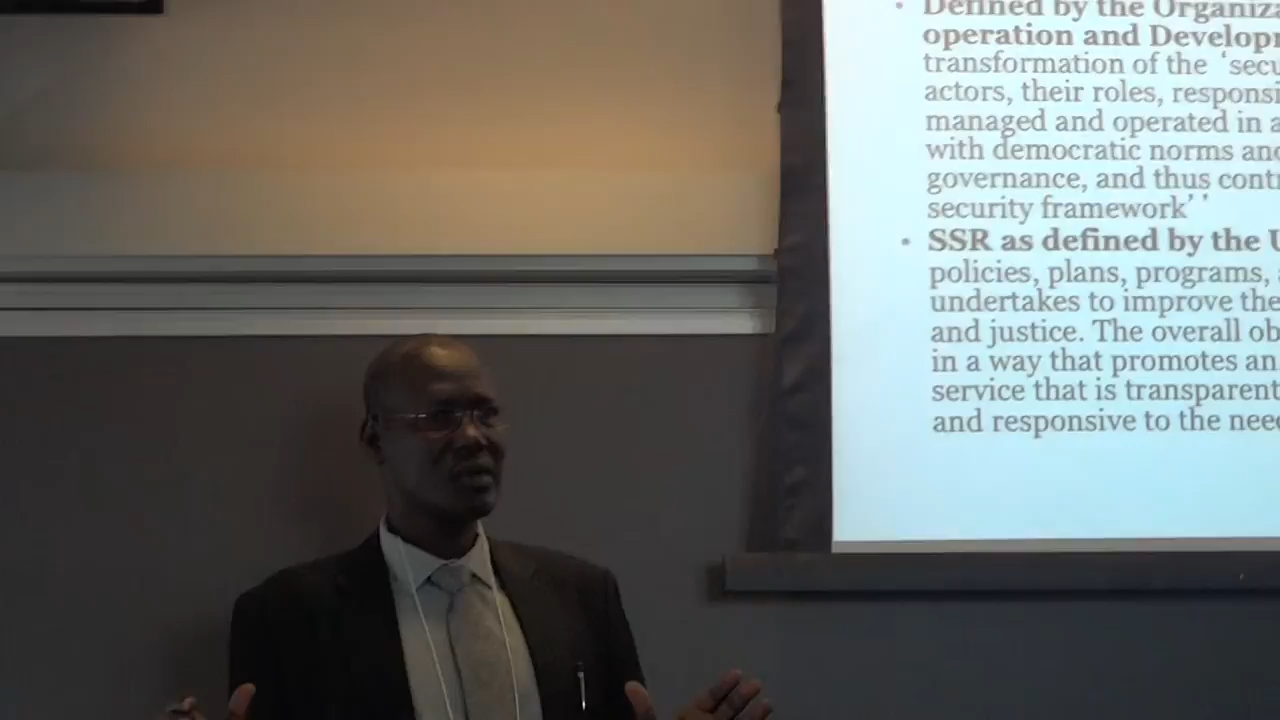 Defined by the Organiza
operation and Develop
transformation of the 'secu
actors, their roles, responsi
managed and operated in a
with democratic norms and
governance, and thus cont
security framework''
SSR as defined by the U
policies, plans, programs,
undertakes to improve the
and justice. The overall ob
in a way that promotes an
service that is transparent
and responsive to the need